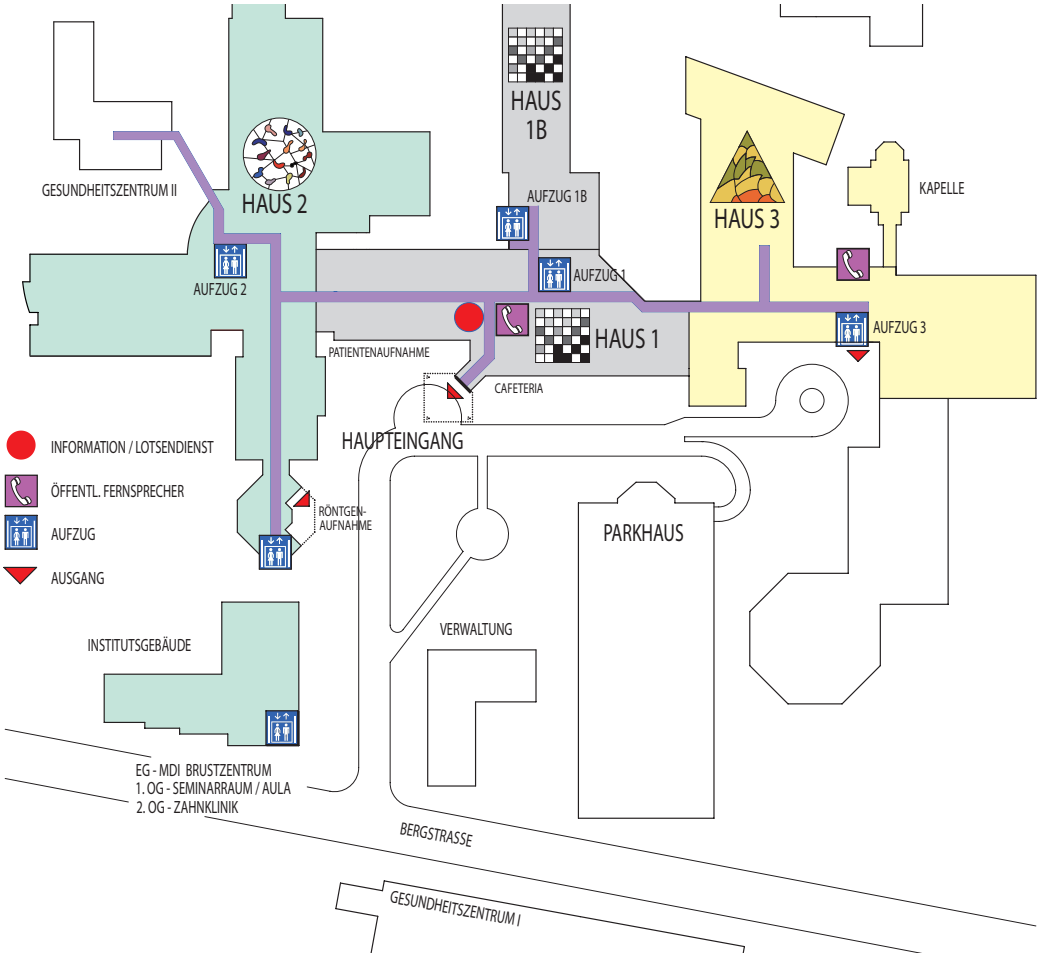 HAUS
1B
GESUNDHEITSZENTRUM II
HAUS 2
AUFZUG 1B
HAUS 3
KAPELLE
AUFZUG 2
AUFZUG 1
AUFZUG 3
PATIENTENAUFNAHME
HAUS 1
CAFETERIA
HAUPTEINGANG
INFORMATION / LOTSENDIENST
ÖFFENTL. FERNSPRECHER
AUFZUG
AUSGANG
RÖNTGEN-
AUFNAHME
PARKHAUS
INSTITUTSGEBÄUDE
VERWALTUNG
EG - MDI BRUSTZENTRUM
1. OG - SEMINARRAUM / AULA
2. OG - ZAHNKLINIK
BERGSTRASSE
GESUNDHEITSZENTRUM I